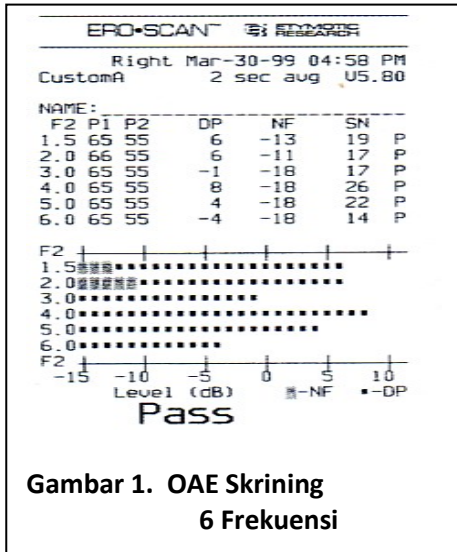 ERO•SCAN™ ETYMOTIC RESEARCH
Right Mar-30-99 04:58 PM
CustomA 2 sec avg V5.80
NAME:
F2 P1 P2 DP NF SN
1.5 65 55 6 -13 19 P
2.0 66 55 6 -11 17 P
3.0 65 55 -1 -18 17 P
4.0 65 55 8 -18 26 P
5.0 65 55 4 -18 22 P
6.0 65 55 -4 -18 14 P
F2
1.5
2.0
3.0
4.0
5.0
6.0
F2
-15 -10 -5 0 5 10
Level (dB) -NF -DP
Pass
Gambar 1. OAE Skrining
6 Frekuensi